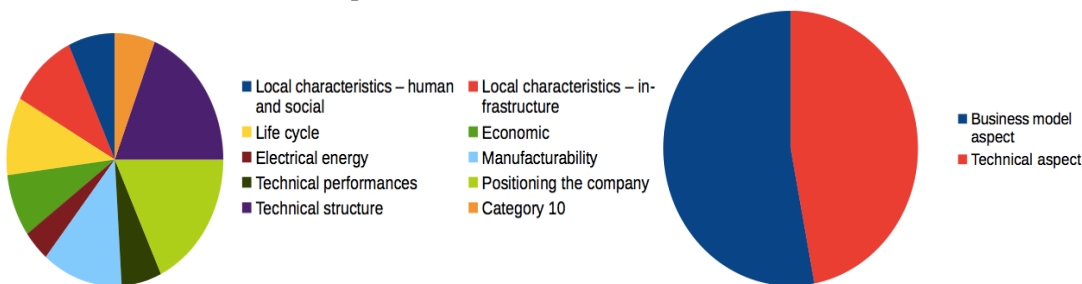 Local characteristics – human
and social
Local characteristics – in-
frastructure
Life cycle
Economic
Electrical energy
Manufacturability
Technical performances
Positioning the company
Technical structure
Category 10
Business model
aspect
Technical aspect